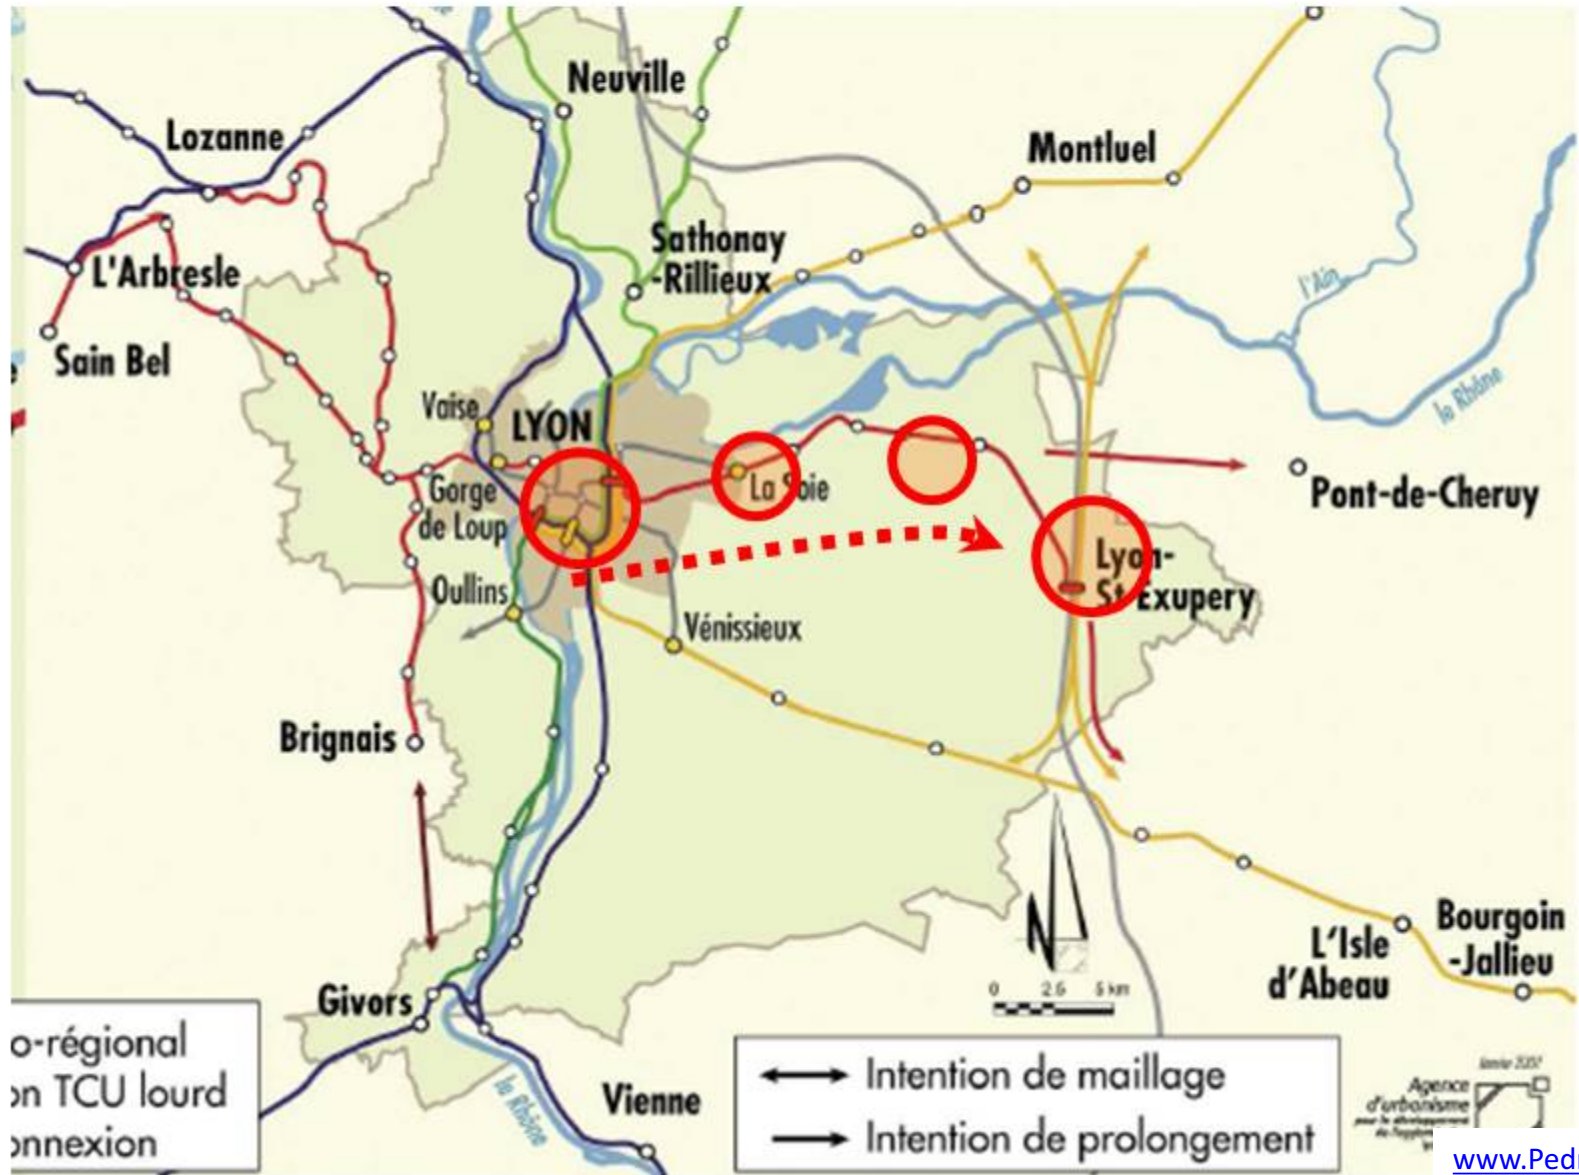 Neuville
Lozanne
Montluel
Sathonay
-Rillieux
L'Arbresle
l'Ain
Sain Bel
le Rhône
Vaise
LYON
La Soie
Pont-de-Cheruy
Gorge
de Loup
Lyon-
St Exupery
Oullins
Vénissieux
Brignais
N
0 2.5 5 km
Bourgoin
-Jallieu
L'Isle
d'Abeau
Givors
o-régional
on TCU lourd
onnexion
le Rhône
Vienne
Intention de maillage
Intention de prolongement
Agence
d'urbanisme
www.Ped